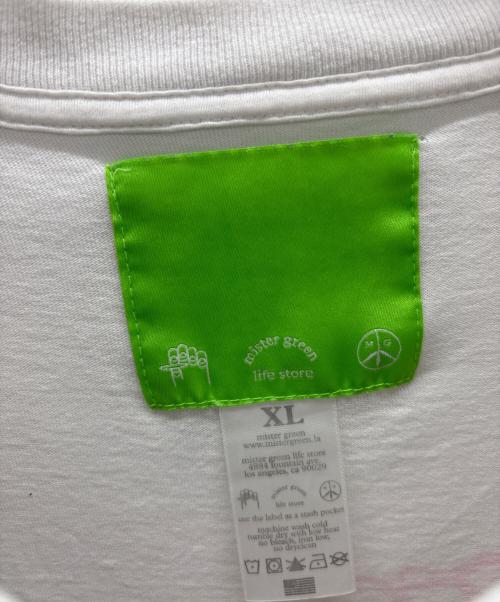 mister green
life store
M G
XL
mister green
www.mistergreen.la
mister green life store
4884 fountain ave.
los angeles, ca 90029
mister green
life store
use the label as a stash pocket
machine wash cold
tumble dry with low heat
no bleach, iron low,
no dryclean